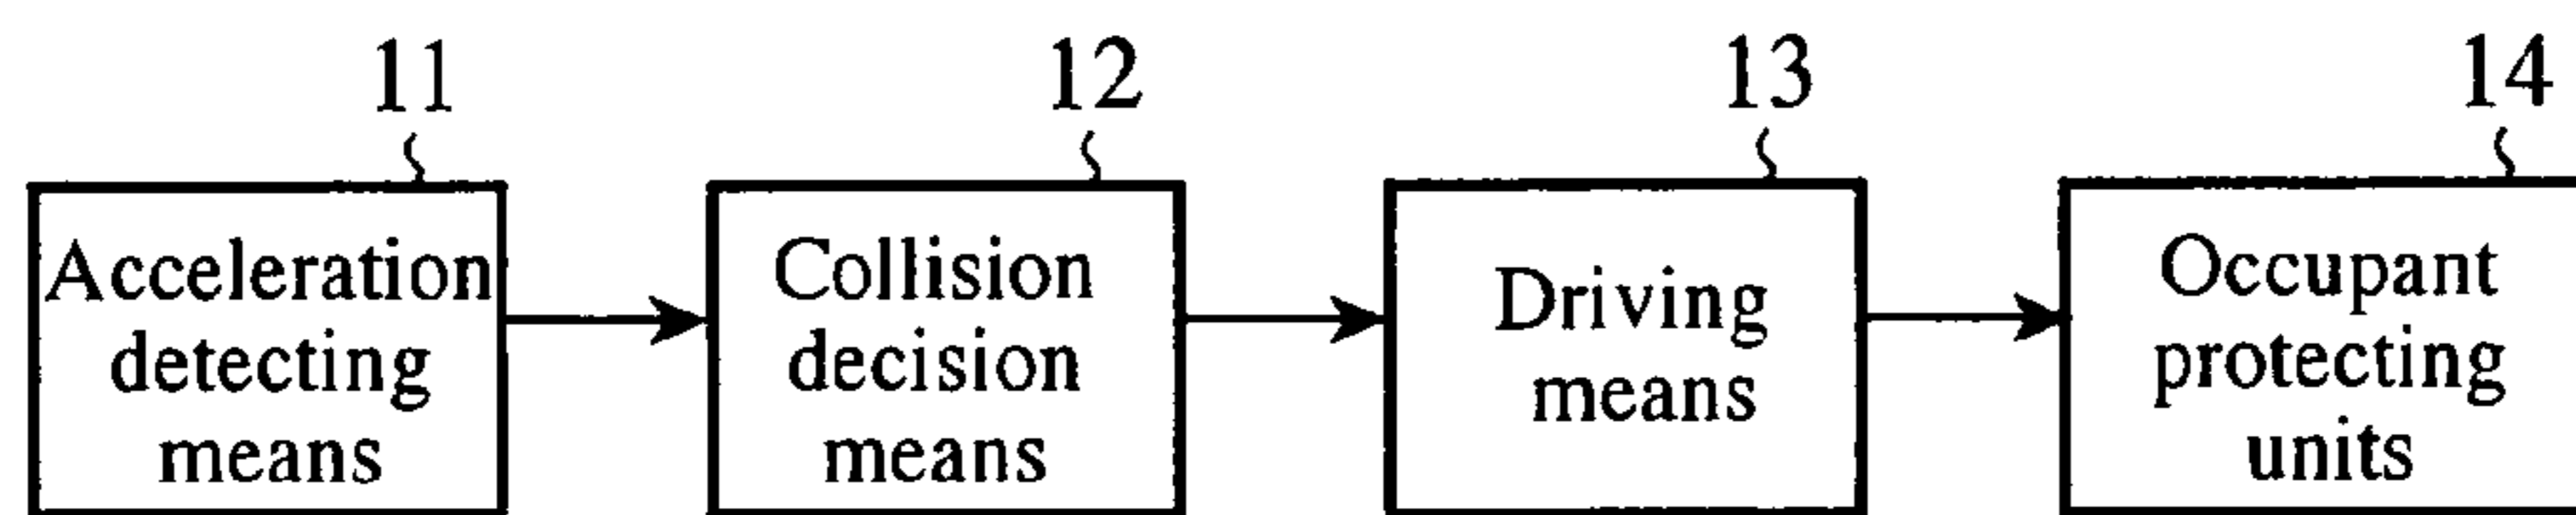 11
12
13
14
Acceleration
detecting
means
Collision
decision
means
Driving
means
Occupant
protecting
units